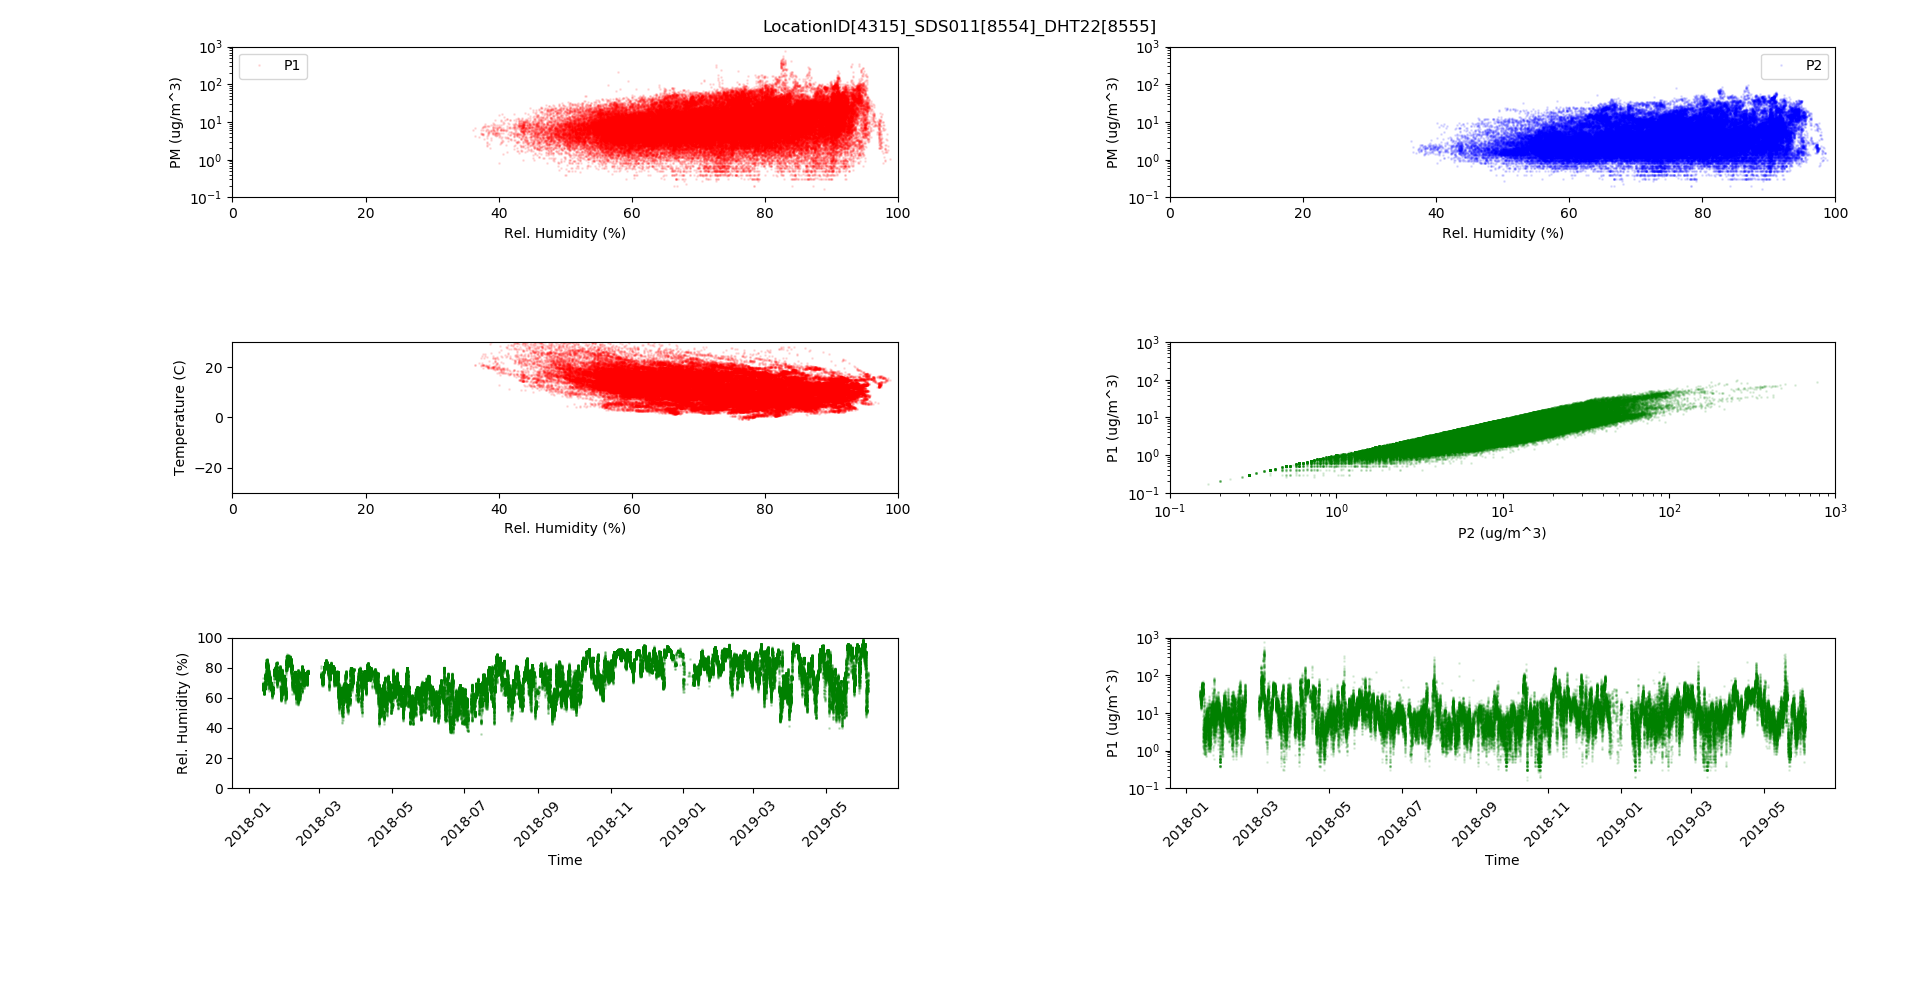 LocationID[4315]_SDS011[8554]_DHT22[8555]
10^3
10^2
10^1
10^0
10^-1
PM (ug/m^3)
P1
0 20 40 60 80 100
Rel. Humidity (%)
10^3
10^2
10^1
10^0
10^-1
PM (ug/m^3)
P2
0 20 40 60 80 100
Rel. Humidity (%)
20
0
−20
Temperature (C)
0 20 40 60 80 100
Rel. Humidity (%)
10^3
10^2
10^1
10^0
10^-1
P1 (ug/m^3)
10^-1 10^0 10^1 10^2 10^3
P2 (ug/m^3)
100
80
60
40
20
0
Rel. Humidity (%)
2018-01 2018-03 2018-05 2018-07 2018-09 2018-11 2019-01 2019-03 2019-05
Time
10^3
10^2
10^1
10^0
10^-1
P1 (ug/m^3)
2018-01 2018-03 2018-05 2018-07 2018-09 2018-11 2019-01 2019-03 2019-05
Time